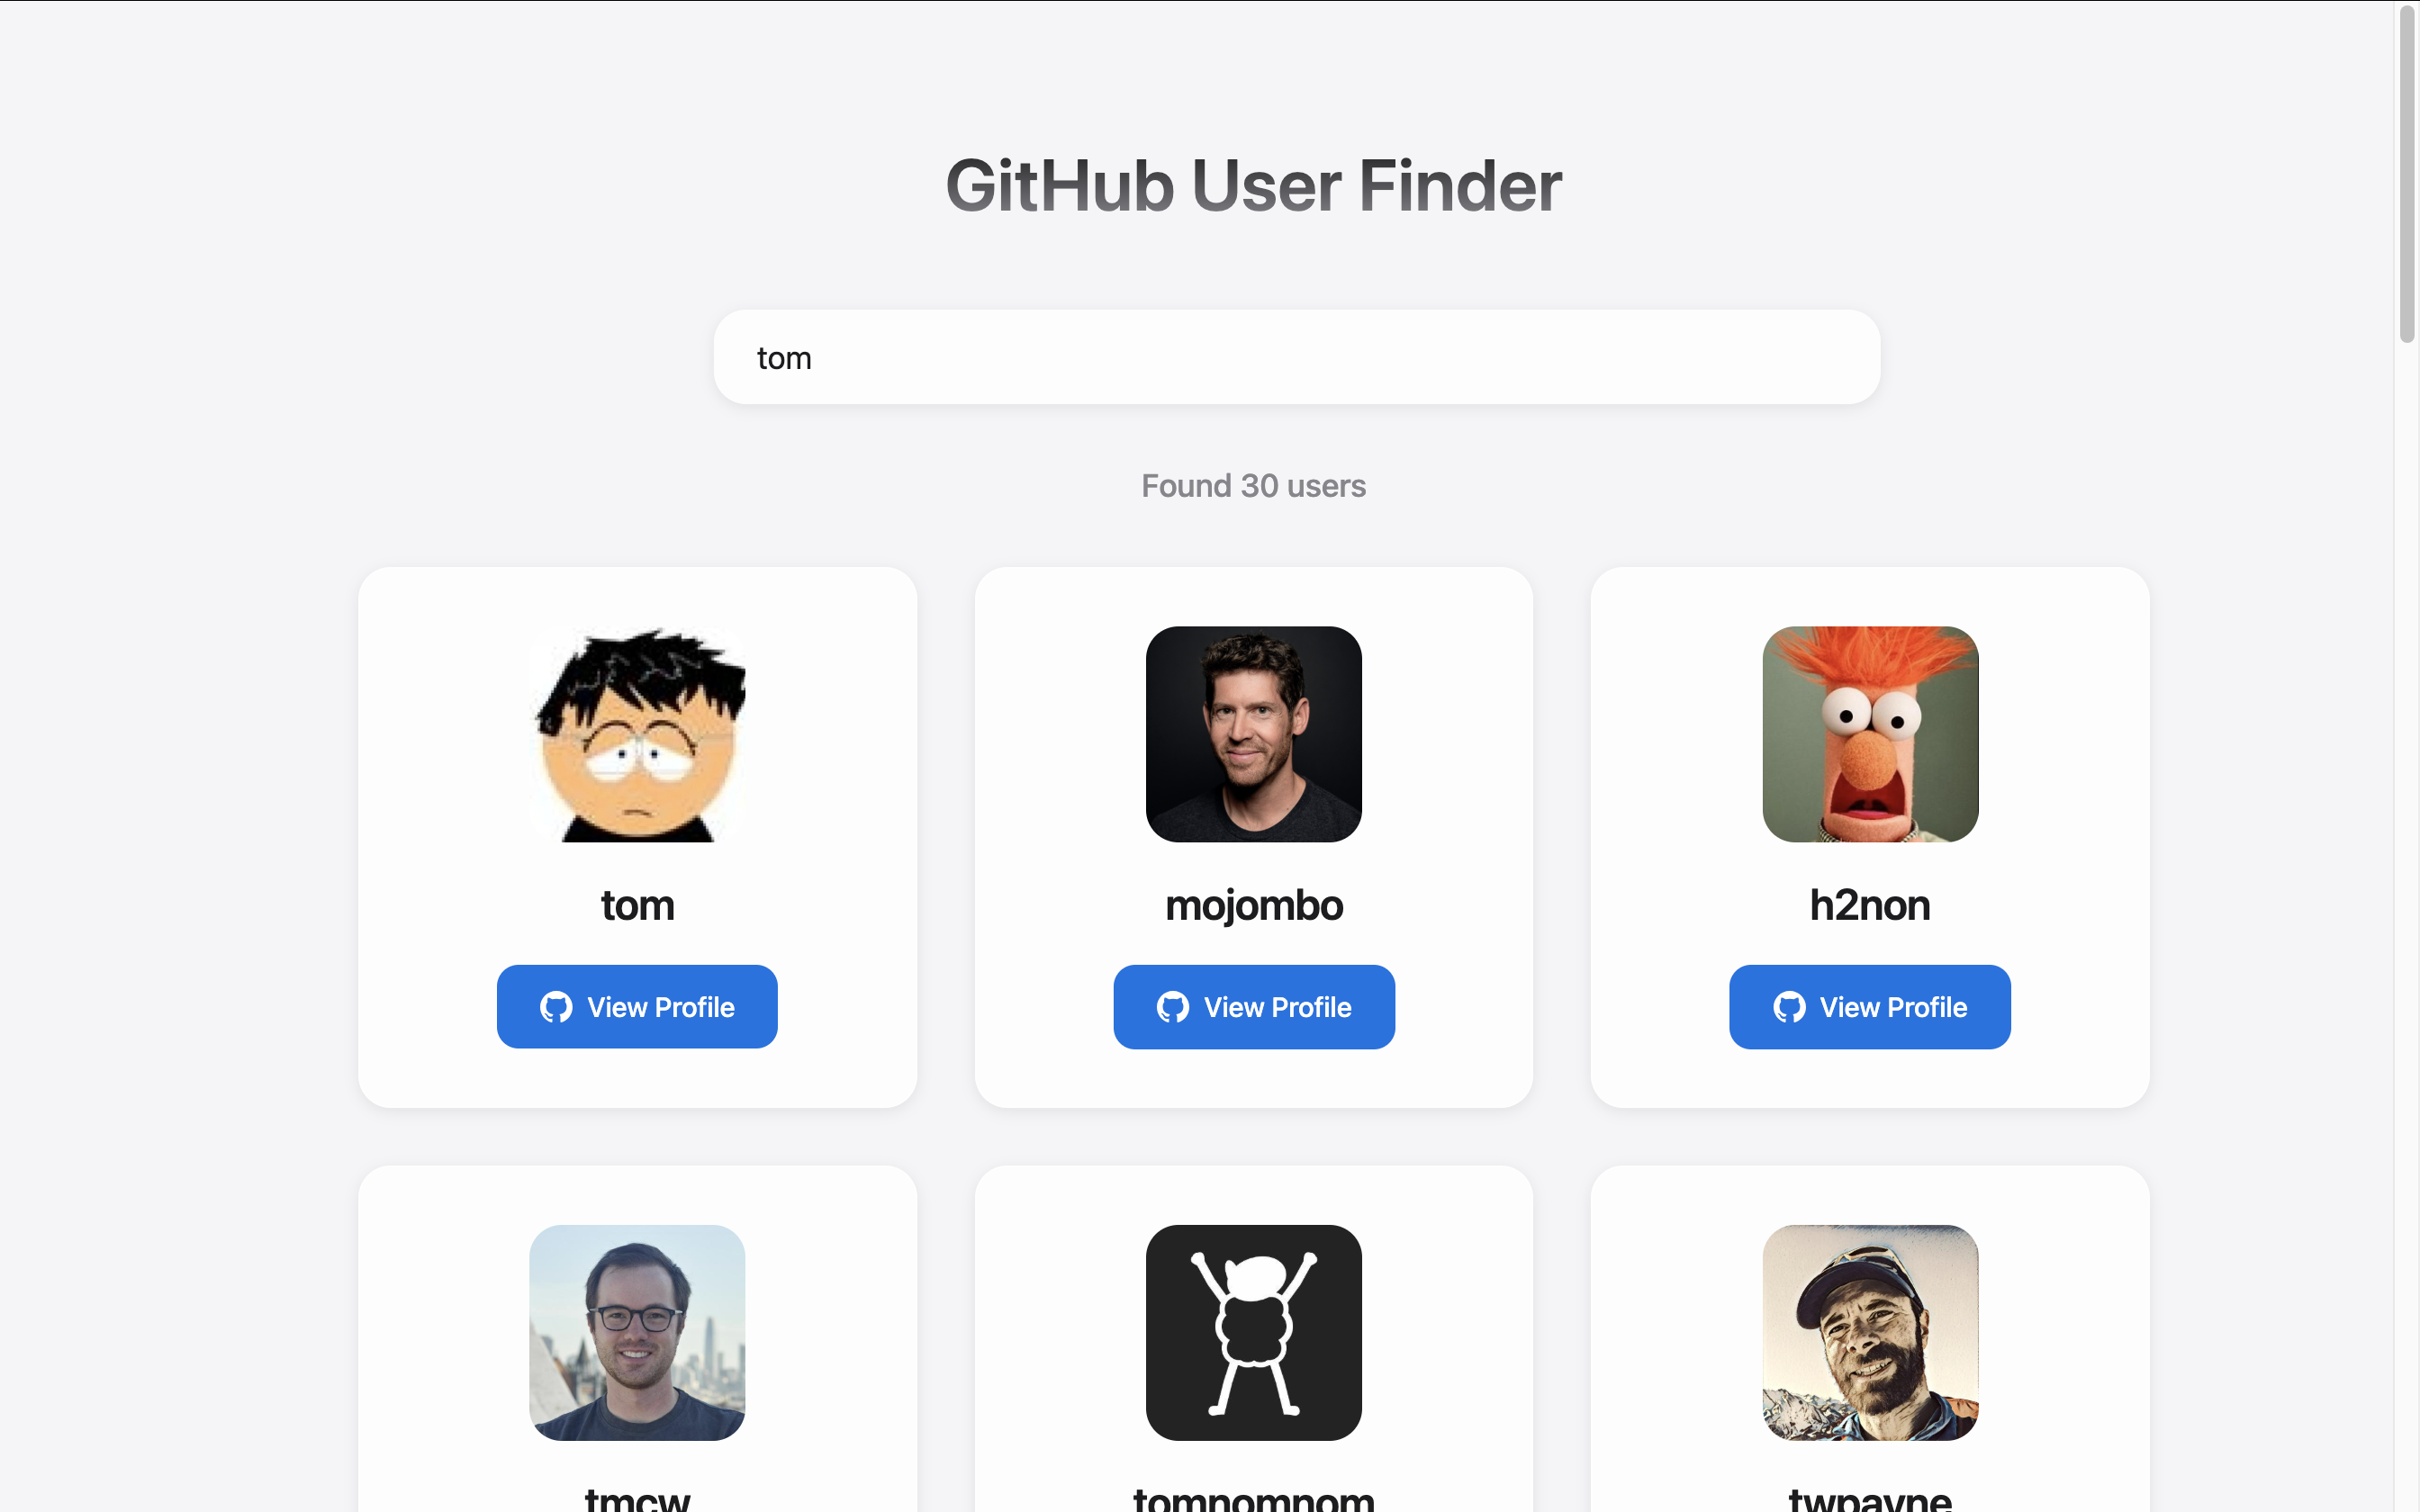 GitHub User Finder
tom
Found 30 users
tom
mojombo
h2non
View Profile
View Profile
View Profile
tmcw
tomnomnom
twpayne